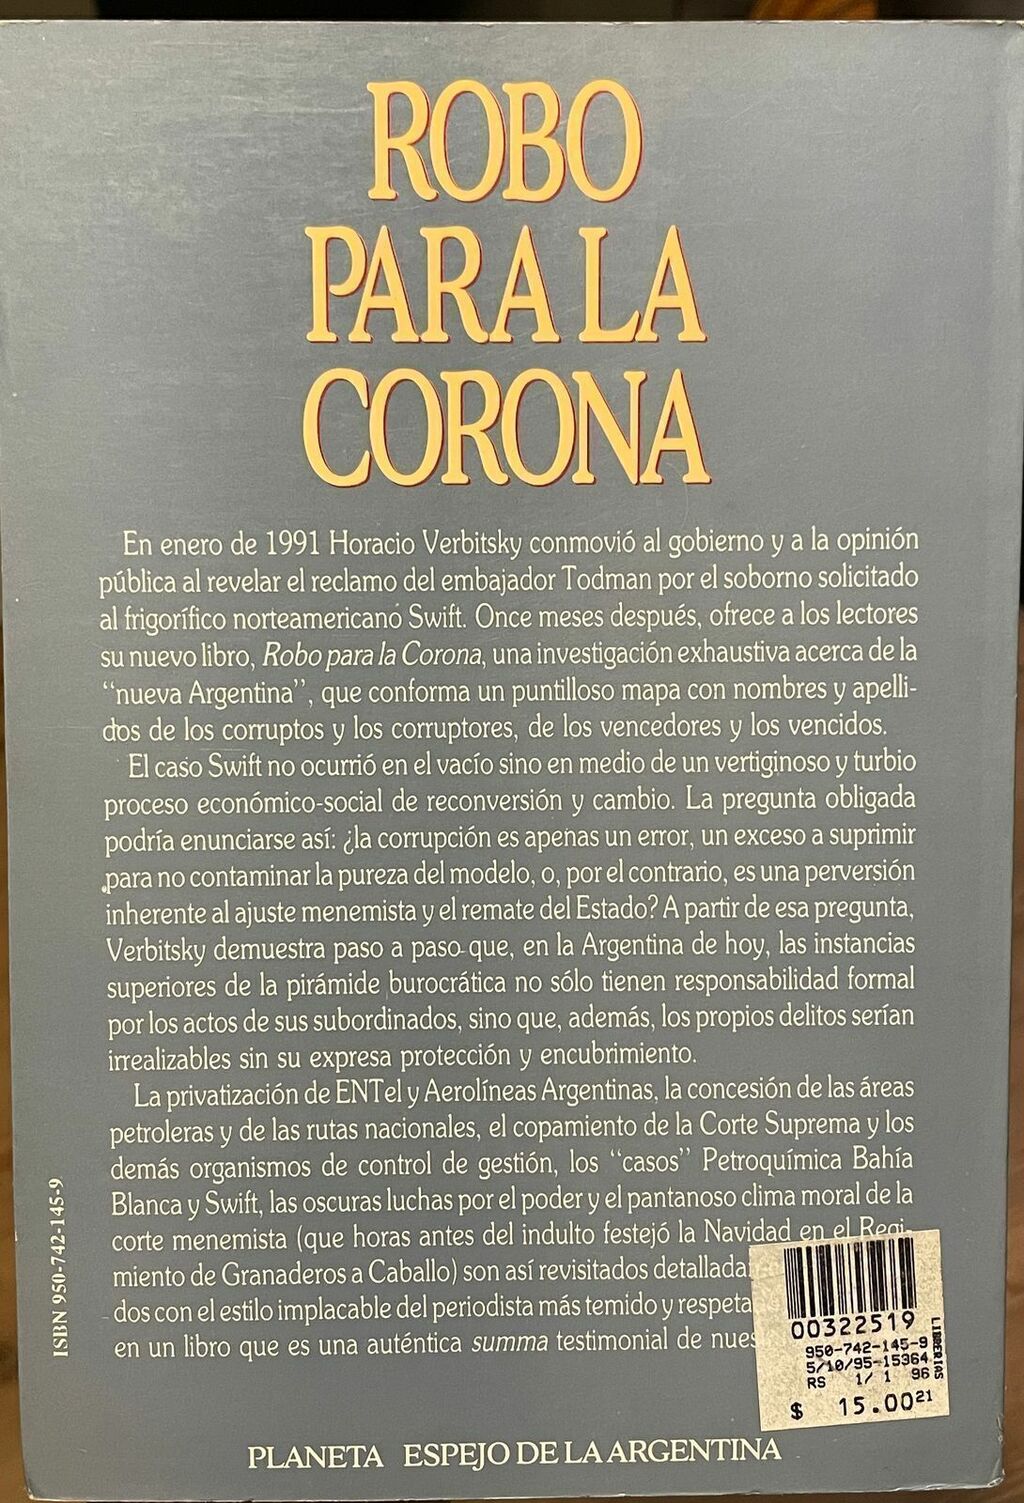 ROBO
PARA LA
CORONA
En enero de 1991 Horacio Verbitsky conmovió al gobierno y a la opinión
pública al revelar el reclamo del embajador Todman por el soborno solicitado
al frigorífico norteamericano Swift. Once meses después, ofrece a los lectores
su nuevo libro, Robo para la Corona, una investigación exhaustiva acerca de la
“nueva Argentina”, que conforma un puntilloso mapa con nombres y apelli-
dos de los corruptos y los corruptores, de los vencedores y los vencidos.
El caso Swift no ocurrió en el vacío sino en medio de un vertiginoso y turbio
proceso económico-social de reconversión y cambio. La pregunta obligada
podría enunciarse así: ¿la corrupción es apenas un error, un exceso a suprimir
para no contaminar la pureza del modelo, o, por el contrario, es una perversión
inherente al ajuste menemista y el remate del Estado? A partir de esa pregunta,
Verbitsky demuestra paso a paso que, en la Argentina de hoy, las instancias
superiores de la pirámide burocrática no sólo tienen responsabilidad formal
por los actos de sus subordinados, sino que, además, los propios delitos serían
irrealizables sin su expresa protección y encubrimiento.
La privatización de ENTel y Aerolíneas Argentinas, la concesión de las áreas
petroleras y de las rutas nacionales, el copamiento de la Corte Suprema y los
demás organismos de control de gestión, los “casos” Petroquímica Bahía
Blanca y Swift, las oscuras luchas por el poder y el pantanoso clima moral de la
corte menemista (que horas antes del indulto festejó la Navidad en el Regi-
miento de Granaderos a Caballo) son así revisitados detallada
dos con el estilo implacable del periodista más temido y respeta
en un libro que es una auténtica summa testimonial de nues
ISBN 950-742-145-9
00322519
950-742-145-9
5/10/95-15364
RS 1/ 1 96
$ 15.00 21
LIBRERIAS
PLANETA ESPEJO DE LA ARGENTINA